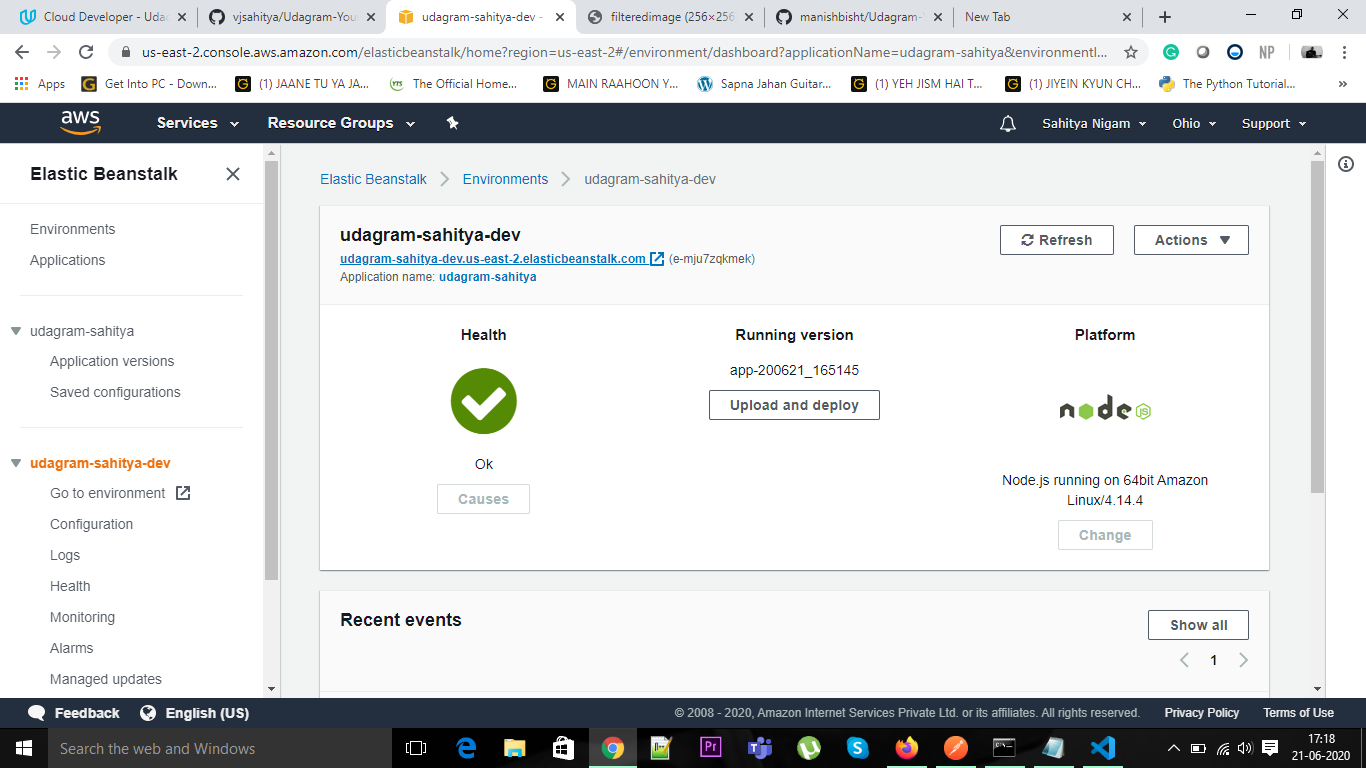 Cloud Developer - Uda
vjsahitya/Udagram-You
udagram-sahitya-dev -
filteredimage (256×256
manishbisht/Udagram-
New Tab
us-east-2.console.aws.amazon.com/elasticbeanstalk/home?region=us-east-2#/environment/dashboard?applicationName=udagram-sahitya&environmentI...
NP
Apps
Get Into PC - Down...
(1) JAANE TU YA JA...
The Official Home...
MAIN RAAHOON Y...
Sapna Jahan Guitar...
(1) YEH JISM HAI T...
(1) JIYEIN KYUN CH...
The Python Tutorial...
aws
Services
Resource Groups
Sahitya Nigam
Ohio
Support
Elastic Beanstalk
Environments
Applications
udagram-sahitya
Application versions
Saved configurations
udagram-sahitya-dev
Go to environment
Configuration
Logs
Health
Monitoring
Alarms
Managed updates
Elastic Beanstalk
Environments
udagram-sahitya-dev
udagram-sahitya-dev
udagram-sahitya-dev.us-east-2.elasticbeanstalk.com (e-mju7zqkmek)
Application name: udagram-sahitya
Refresh
Actions
Health
Ok
Causes
Running version
app-200621_165145
Upload and deploy
Platform
node JS
Node.js running on 64bit Amazon
Linux/4.14.4
Change
Recent events
Show all
1
Feedback
English (US)
© 2008 - 2020, Amazon Internet Services Private Ltd. or its affiliates. All rights reserved.
Privacy Policy
Terms of Use
Search the web and Windows
Pr
17:18
21-06-2020